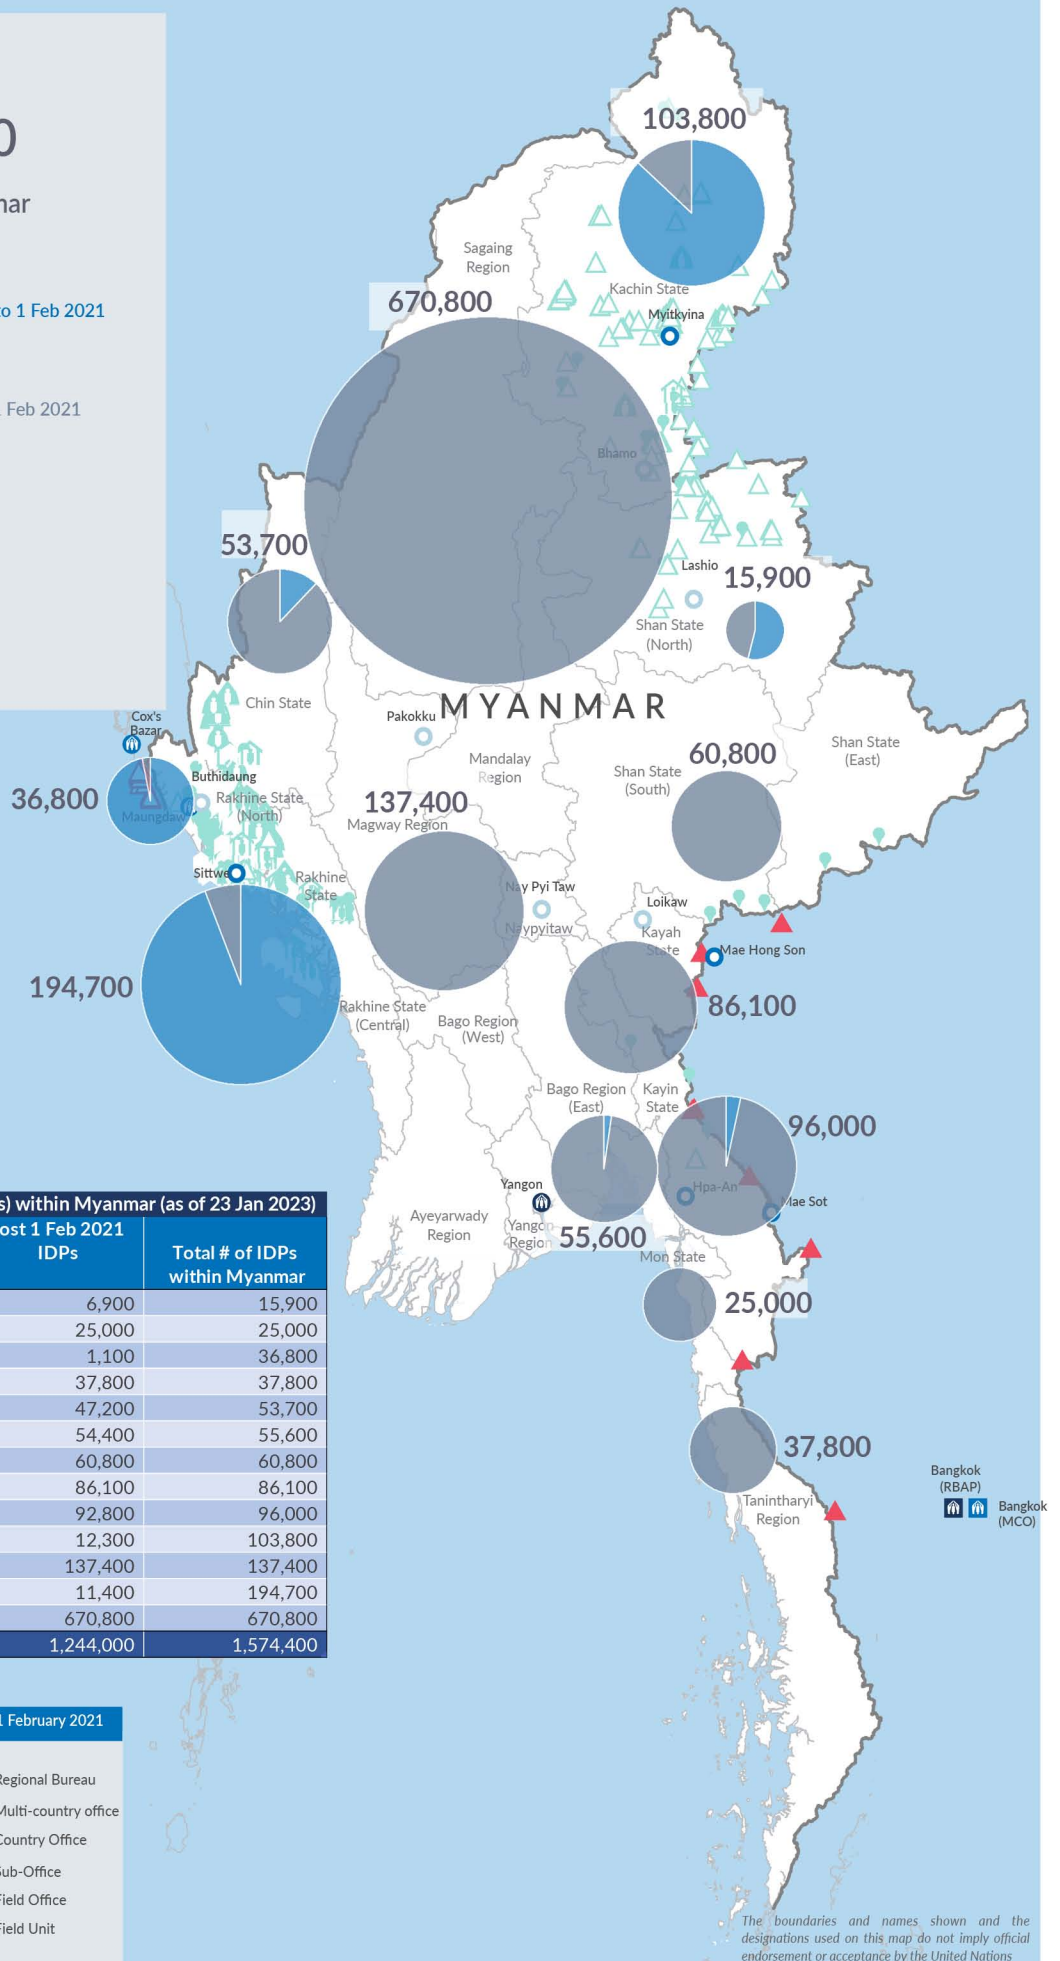 0
mar
to 1 Feb 2021
1 Feb 2021
103,800
Sagaing
Region
Kachin State
670,800
Myitkyina
Bhamo
53,700
Lashio
15,900
Shan State
(North)
Chin State
MYANMAR
Pakokku
Cox's
Bazar
Mandalay
Region
60,800
Shan State
(South)
Shan State
(East)
Buthidaung
36,800
Maungdaw
Rakhine State
(North)
137,400
Magway Region
Sittwe
Rakhine
State
Nay Pyi Taw
Naypyitaw
Loikaw
Kayah
State
Mae Hong Son
194,700
86,100
Rakhine State
(Central)
Bago Region
(West)
Bago Region
(East)
Kayin
State
96,000
Yangon
Hpa-An
Mae Sot
Ayeyarwady
Region
Yangon
Region
55,600
Mon State
25,000
37,800
Tanintharyi
Region
Bangkok
(RBAP)
Bangkok
(MCO)
s) within Myanmar (as of 23 Jan 2023)
ost 1 Feb 2021
IDPs
Total # of IDPs
within Myanmar
6,900 15,900
25,000 25,000
1,100 36,800
37,800 37,800
47,200 53,700
54,400 55,600
60,800 60,800
86,100 86,100
92,800 96,000
12,300 103,800
137,400 137,400
11,400 194,700
670,800 670,800
1,244,000 1,574,400
1 February 2021
Regional Bureau
Multi-country office
Country Office
Sub-Office
Field Office
Field Unit
The boundaries and names shown and the
designations used on this map do not imply official
endorsement or acceptance by the United Nations